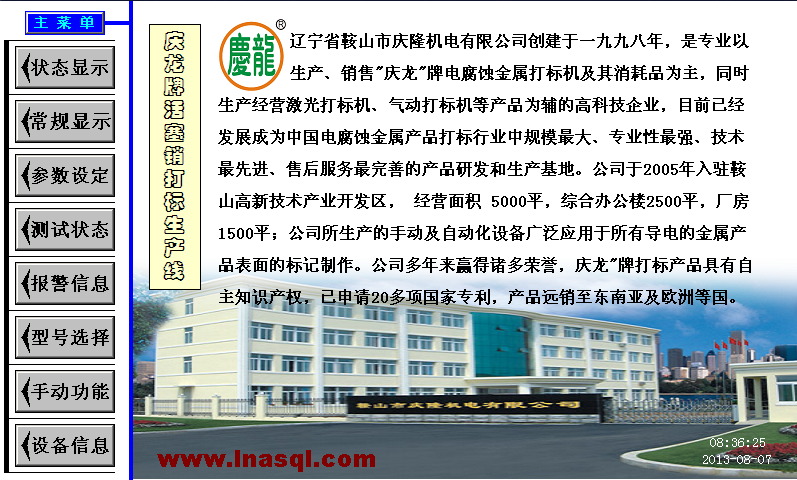 主菜单
状态显示
常规显示
参数设定
测试状态
报警信息
型号选择
手动功能
设备信息
庆龙牌活塞销打标生产线
慶龍
®
辽宁省鞍山市庆隆机电有限公司创建于一九九八年，是专业以
生产、销售"庆龙"牌电腐蚀金属打标机及其消耗品为主，同时
生产经营激光打标机、气动打标机等产品为辅的高科技企业，目前已经
发展成为中国电腐蚀金属产品打标行业中规模最大、专业性最强、技术
最先进、售后服务最完善的产品研发和生产基地。公司于2005年入驻鞍
山高新技术产业开发区， 经营面积 5000平，综合办公楼2500平，厂房
1500平；公司所生产的手动及自动化设备广泛应用于所有导电的金属产
品表面的标记制作。公司多年来赢得诸多荣誉，庆龙"牌打标产品具有自
主知识产权，己申请20多项国家专利，产品远销至东南亚及欧洲等国。
鞍山市庆隆机电有限公司
www.lnasql.com
08:36:25
2013-08-07